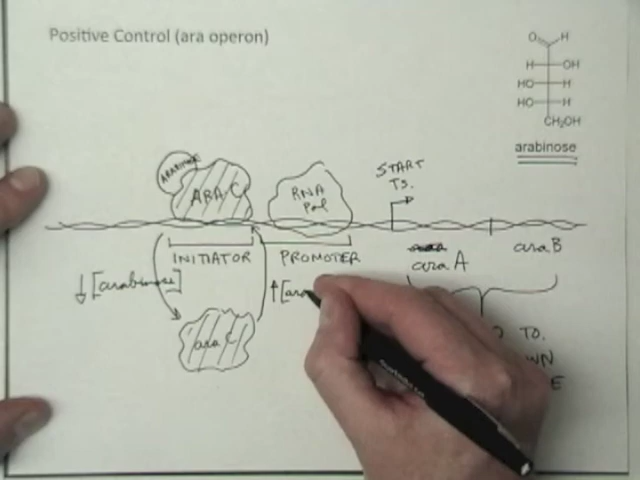 Positive Control (ara operon)
O H
H OH
HO H
HO H
CH₂OH
arabinose
ARABINOSE
ARA C
RNA
Pol
START
TS.
INITIATOR
PROMOTER
ara A
ara B
↓ [arabinose]
↑ [ara
ara C
TO.